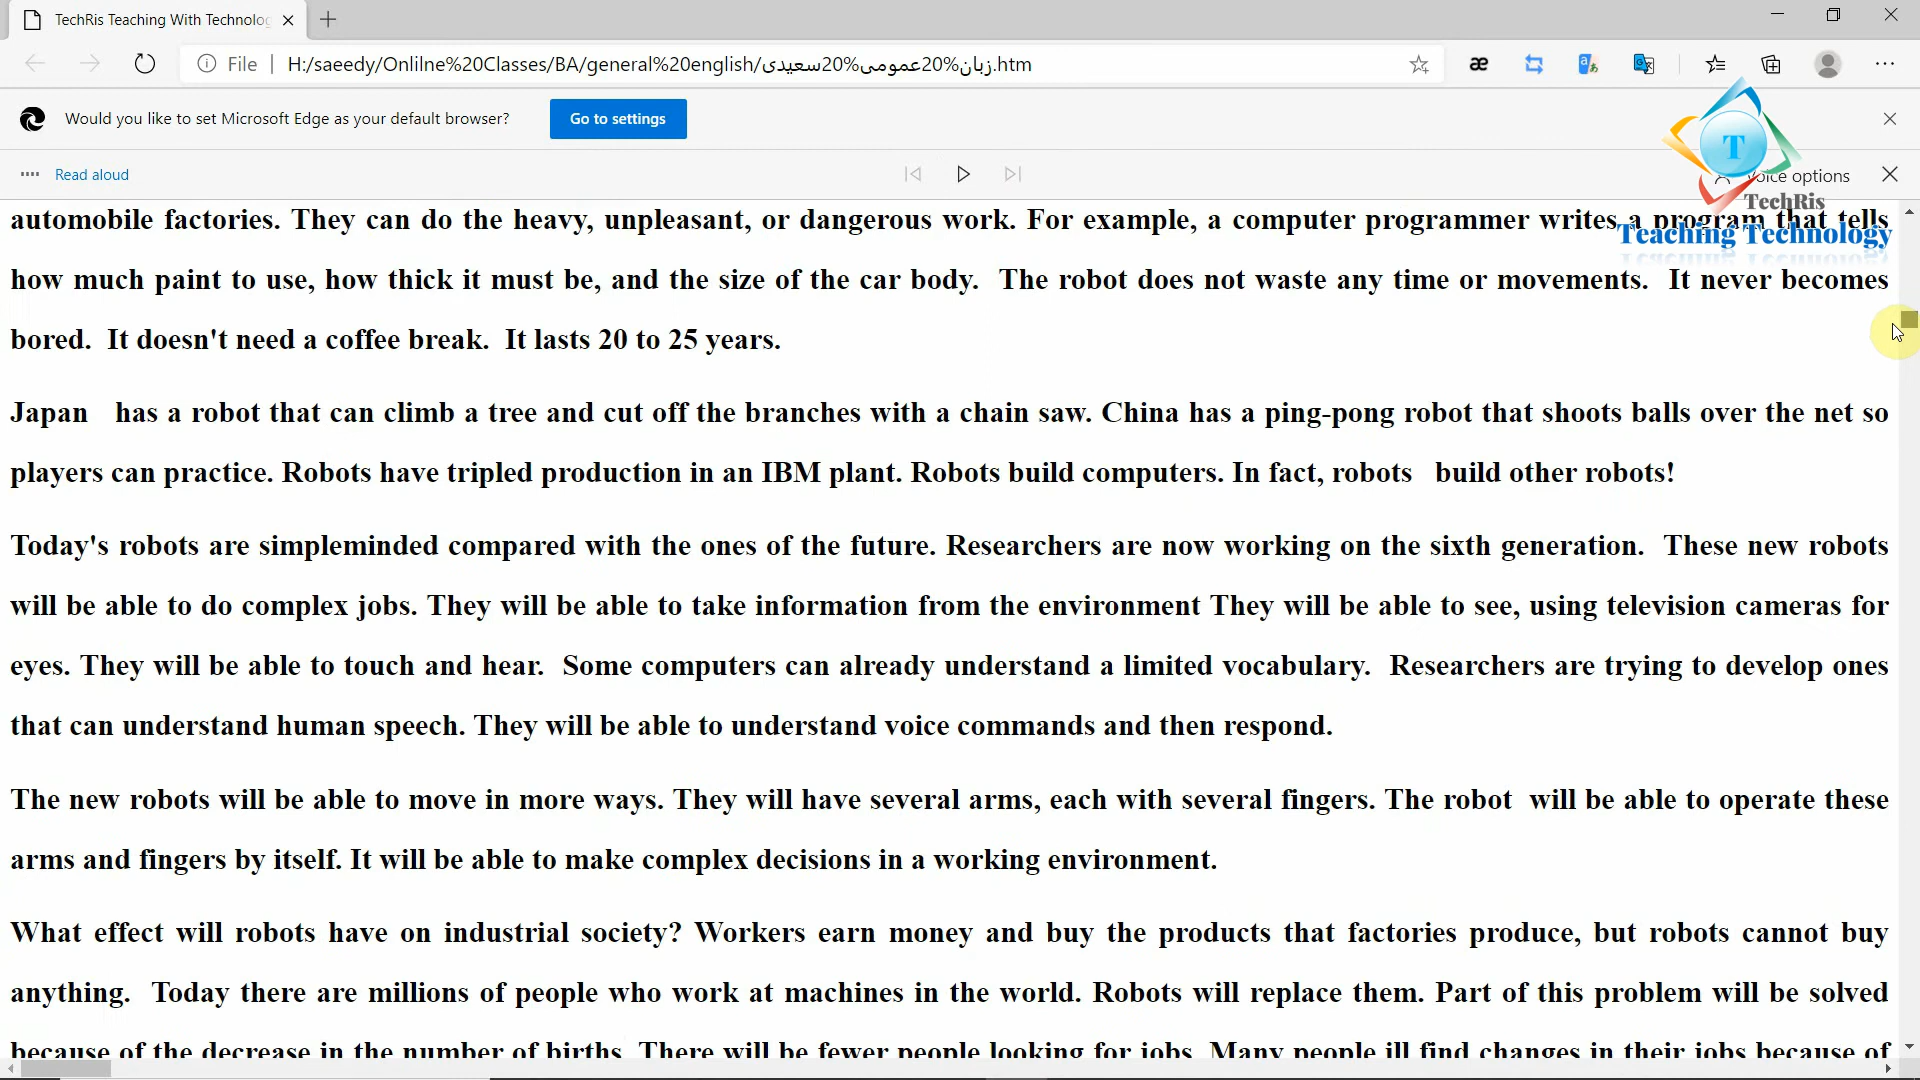 TechRis Teaching With Technolog
File | H:/saeedy/Onlilne%20Classes/BA/general%20english/زبان%20عمومی%20سعیدی.htm
Would you like to set Microsoft Edge as your default browser?
Go to settings
Read aloud
Voice options
T
TechRis
Teaching Technology
automobile factories. They can do the heavy, unpleasant, or dangerous work. For example, a computer programmer writes a program that tells
how much paint to use, how thick it must be, and the size of the car body. The robot does not waste any time or movements. It never becomes
bored. It doesn't need a coffee break. It lasts 20 to 25 years.
Japan has a robot that can climb a tree and cut off the branches with a chain saw. China has a ping-pong robot that shoots balls over the net so
players can practice. Robots have tripled production in an IBM plant. Robots build computers. In fact, robots build other robots!
Today's robots are simpleminded compared with the ones of the future. Researchers are now working on the sixth generation. These new robots
will be able to do complex jobs. They will be able to take information from the environment They will be able to see, using television cameras for
eyes. They will be able to touch and hear. Some computers can already understand a limited vocabulary. Researchers are trying to develop ones
that can understand human speech. They will be able to understand voice commands and then respond.
The new robots will be able to move in more ways. They will have several arms, each with several fingers. The robot will be able to operate these
arms and fingers by itself. It will be able to make complex decisions in a working environment.
What effect will robots have on industrial society? Workers earn money and buy the products that factories produce, but robots cannot buy
anything. Today there are millions of people who work at machines in the world. Robots will replace them. Part of this problem will be solved
because of the decrease in the number of births. There will be fewer people looking for jobs. Many people ill find changes in their jobs because of